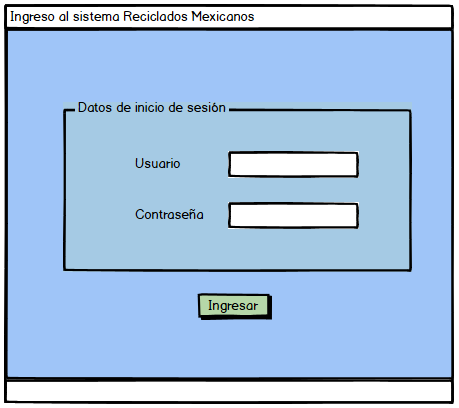 Ingreso al sistema Reciclados Mexicanos
Datos de inicio de sesión
Usuario
Contraseña
Ingresar